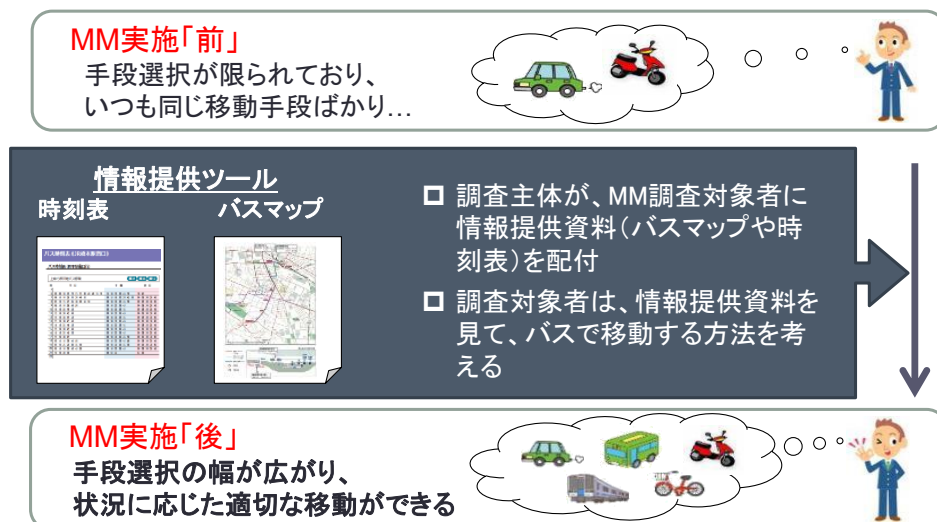 MM実施「前」
手段選択が限られており、
いつも同じ移動手段ばかり…
情報提供ツール
時刻表
バスマップ
調査主体が、MM調査対象者に
情報提供資料(バスマップや時
刻表)を配付
調査対象者は、情報提供資料を
見て、バスで移動する方法を考
える
MM実施「後」
手段選択の幅が広がり、
状況に応じた適切な移動ができる